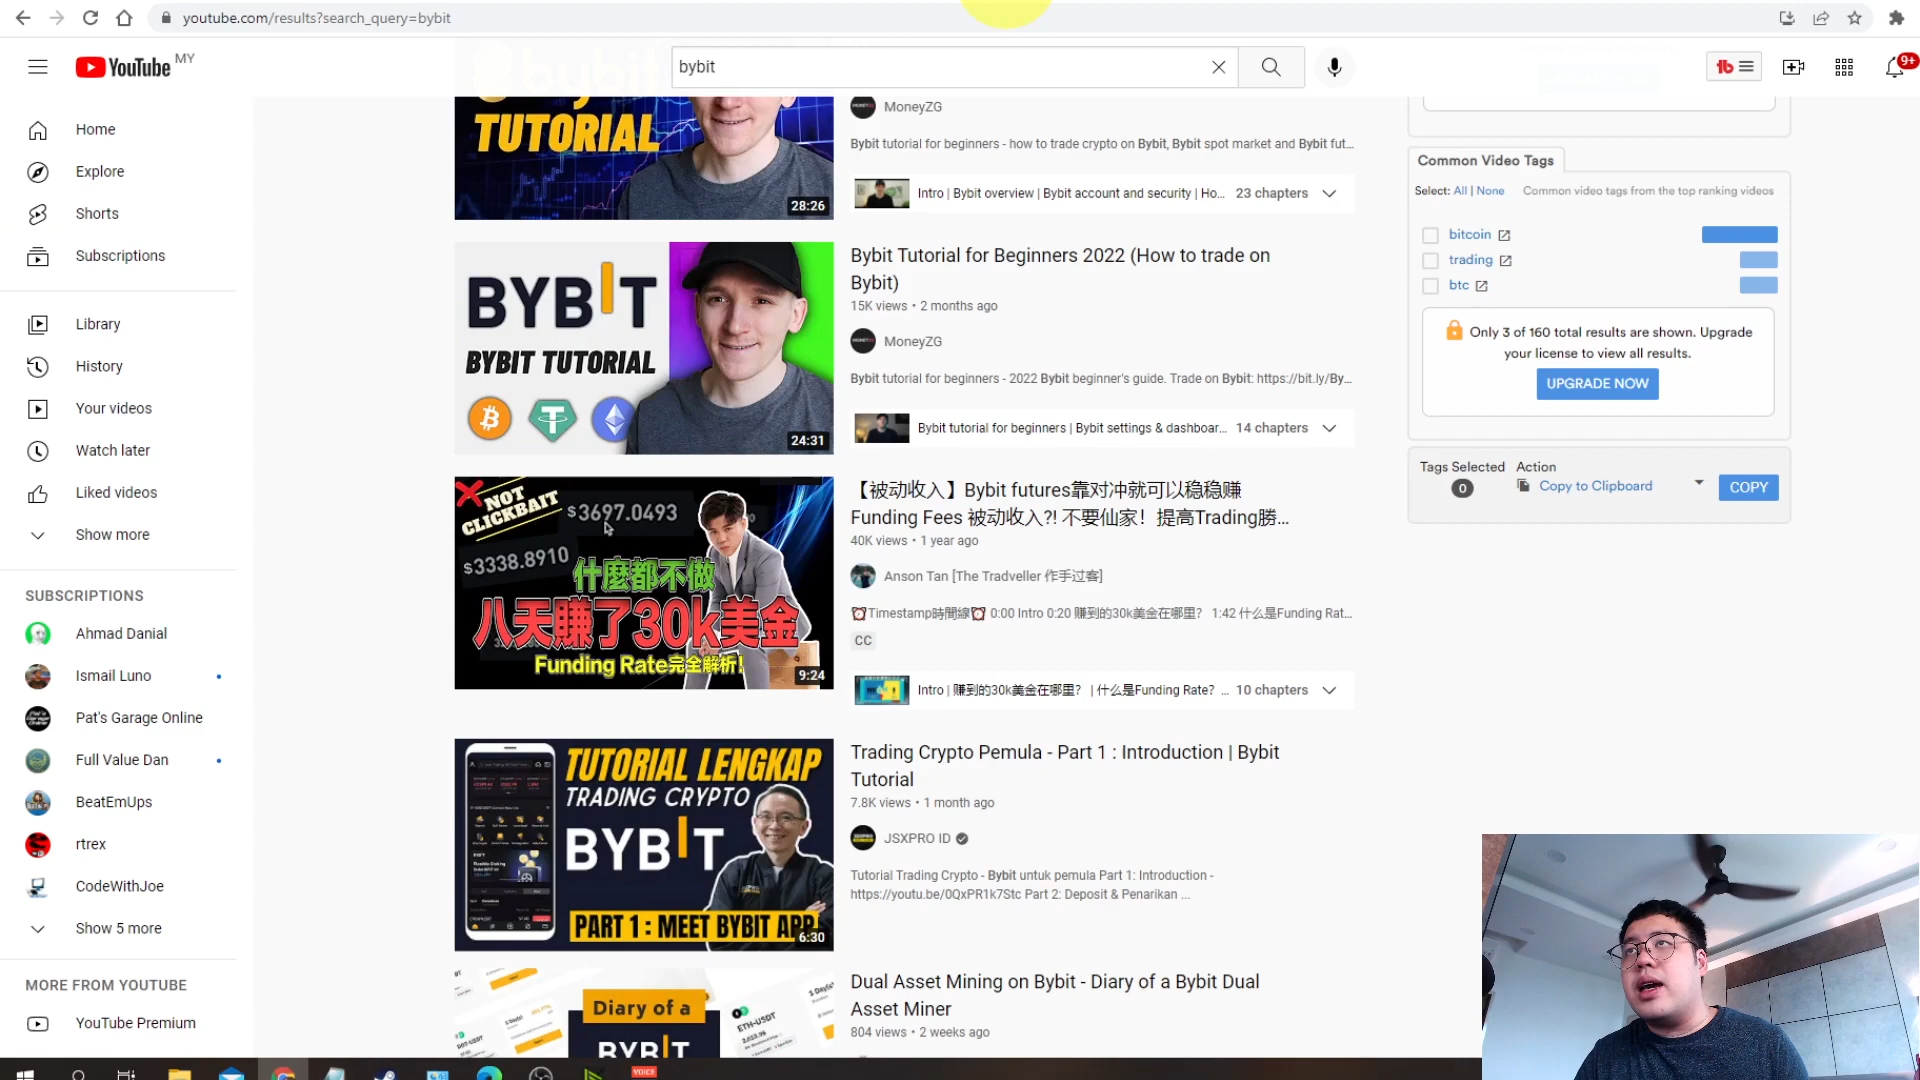 youtube.com/results?search_query=bybit
YouTube MY
bybit
9+
Home
Explore
Shorts
Subscriptions
Library
History
Your videos
Watch later
Liked videos
Show more
SUBSCRIPTIONS
Ahmad Danial
Ismail Luno
Pat's Garage Online
Full Value Dan
BeatEmUps
rtrex
CodeWithJoe
Show 5 more
MORE FROM YOUTUBE
YouTube Premium
TUTORIAL
28:26
MoneyZG
Bybit tutorial for beginners - how to trade crypto on Bybit, Bybit spot market and Bybit fut...
Intro | Bybit overview | Bybit account and security | Ho... 23 chapters
BYBIT
BYBIT TUTORIAL
24:31
Bybit Tutorial for Beginners 2022 (How to trade on
Bybit)
15K views • 2 months ago
MoneyZG
Bybit tutorial for beginners - 2022 Bybit beginner's guide. Trade on Bybit: https://bit.ly/By...
Bybit tutorial for beginners | Bybit settings & dashboar... 14 chapters
NOT
CLICKBAIT
$3697.0493
$3338.8910
什麼都不做
八天賺了30k美金
Funding Rate完全解析!
9:24
【被动收入】Bybit futures靠对冲就可以稳稳赚
Funding Fees 被动收入?! 不要仙家！提高Trading勝...
40K views • 1 year ago
Anson Tan [The Tradveller 作手过客]
⏰Timestamp時間線⏰ 0:00 Intro 0:20 赚到的30k美金在哪里？ 1:42 什么是Funding Rat...
CC
Intro | 赚到的30k美金在哪里？ | 什么是Funding Rate？ ... 10 chapters
TUTORIAL LENGKAP
TRADING CRYPTO
BYBIT
PART 1 : MEET BYBIT APP
6:30
Trading Crypto Pemula - Part 1 : Introduction | Bybit
Tutorial
7.8K views • 1 month ago
JSXPRO ID
Tutorial Trading Crypto - Bybit untuk pemula Part 1: Introduction -
https://youtu.be/0QxPR1k7Stc Part 2: Deposit & Penarikan ...
Diary of a
BYBIT
ETH-USDT
Dual Asset Mining on Bybit - Diary of a Bybit Dual
Asset Miner
804 views • 2 weeks ago
Common Video Tags
Select: All | None Common video tags from the top ranking videos
bitcoin
trading
btc
Only 3 of 160 total results are shown. Upgrade
your license to view all results.
UPGRADE NOW
Tags Selected Action
0 Copy to Clipboard COPY
VOICE